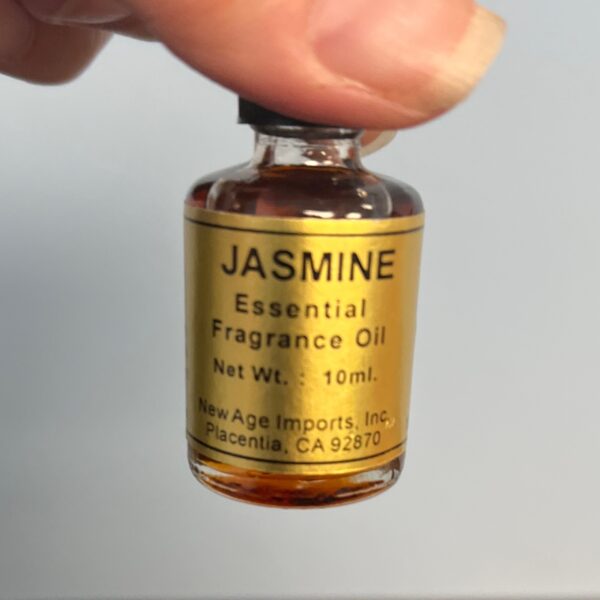 JASMINE
Essential
Fragrance Oil
Net Wt. : 10ml.
New Age Imports, Inc.
Placentia, CA 92870